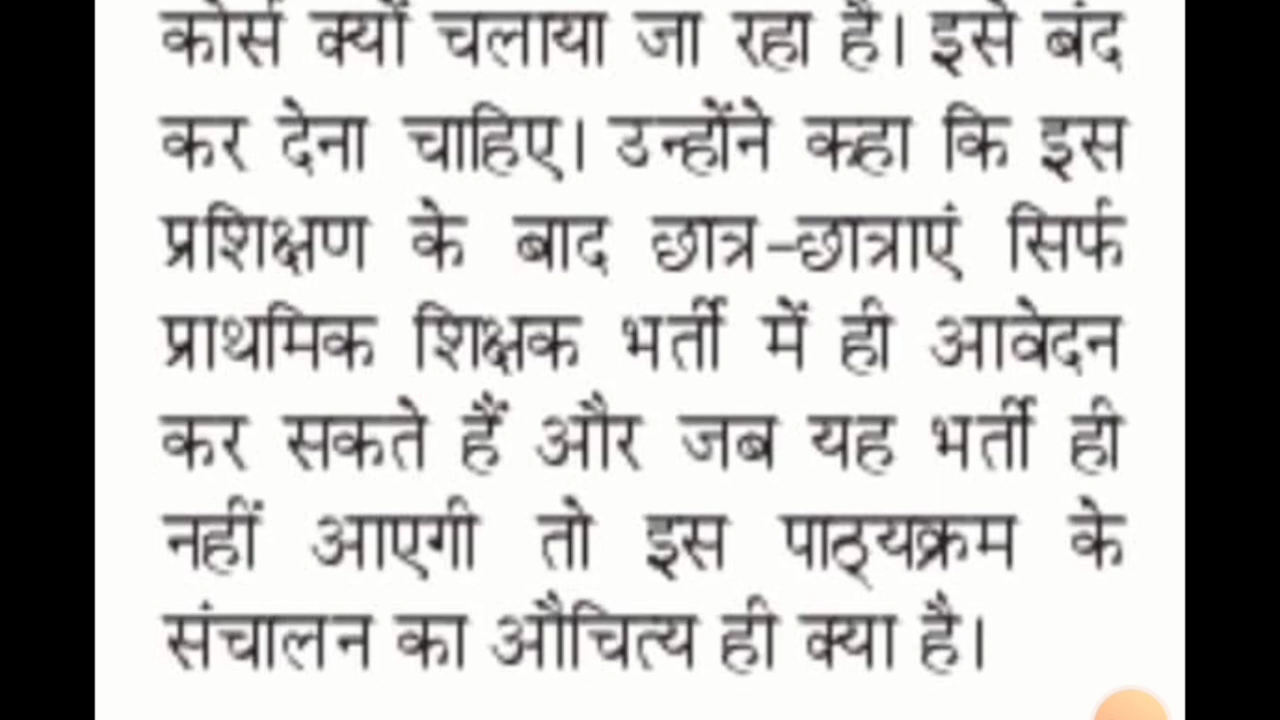 कोर्स क्यों चलाया जा रहा है। इसे बंद
कर देना चाहिए। उन्होंने कहा कि इस
प्रशिक्षण के बाद छात्र-छात्राएं सिर्फ
प्राथमिक शिक्षक भर्ती में ही आवेदन
कर सकते हैं और जब यह भर्ती ही
नहीं आएगी तो इस पाठ्यक्रम के
संचालन का औचित्य ही क्या है।